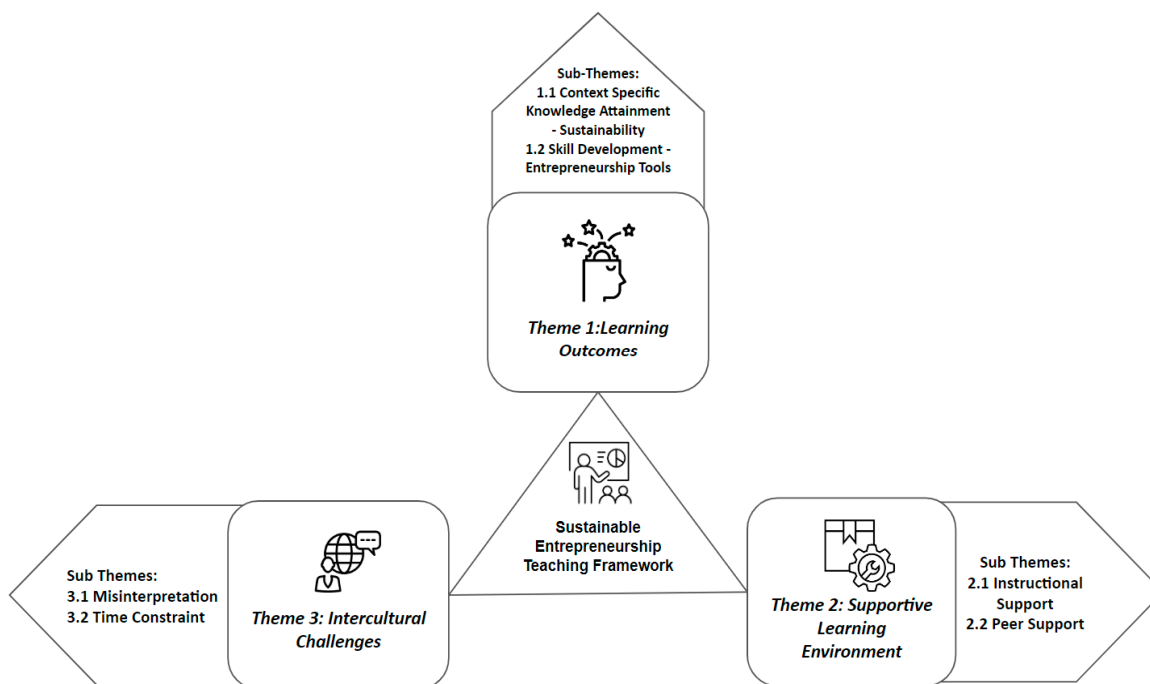 Sub-Themes:
1.1 Context Specific
Knowledge Attainment
- Sustainability
1.2 Skill Development -
Entrepreneurship Tools
Theme 1:Learning
Outcomes
Sustainable
Entrepreneurship
Teaching Framework
Sub Themes:
3.1 Misinterpretation
3.2 Time Constraint
Theme 3: Intercultural
Challenges
Theme 2: Supportive
Learning
Environment
Sub Themes:
2.1 Instructional
Support
2.2 Peer Support